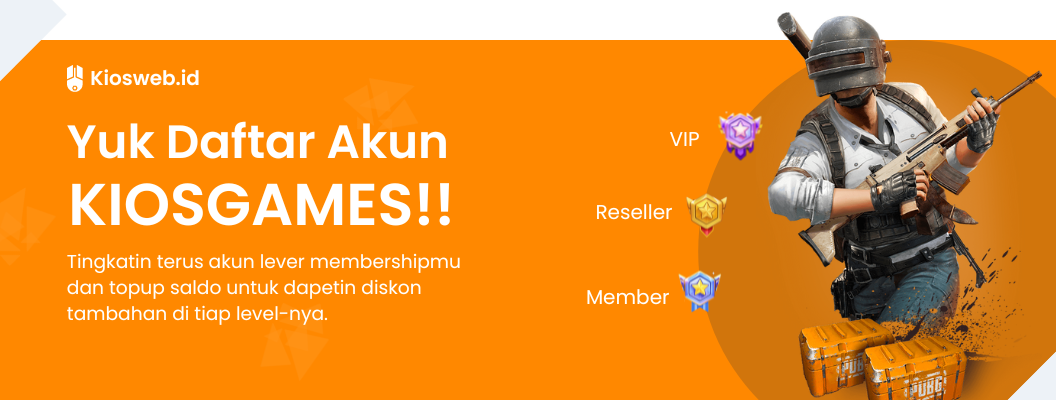 Kiosweb.id
Yuk Daftar Akun
KIOSGAMES!!
Tingkatin terus akun lever membershipmu
dan topup saldo untuk dapetin diskon
tambahan di tiap level-nya.
VIP
Reseller
Member
PUBG
PUBG